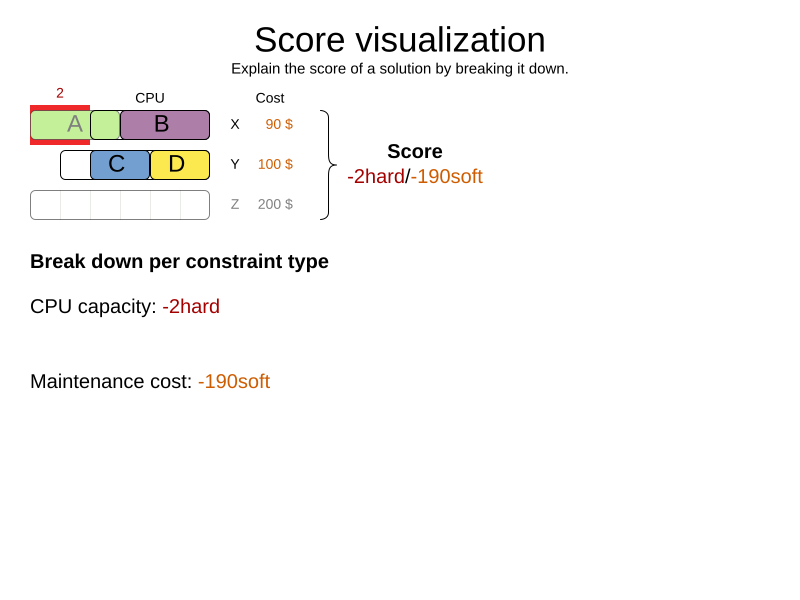 Score visualization
Explain the score of a solution by breaking it down.
2 CPU Cost
A B X 90 $
C D Y 100 $
Z 200 $
Score
-2hard/-190soft
Break down per constraint type
CPU capacity: -2hard
Maintenance cost: -190soft